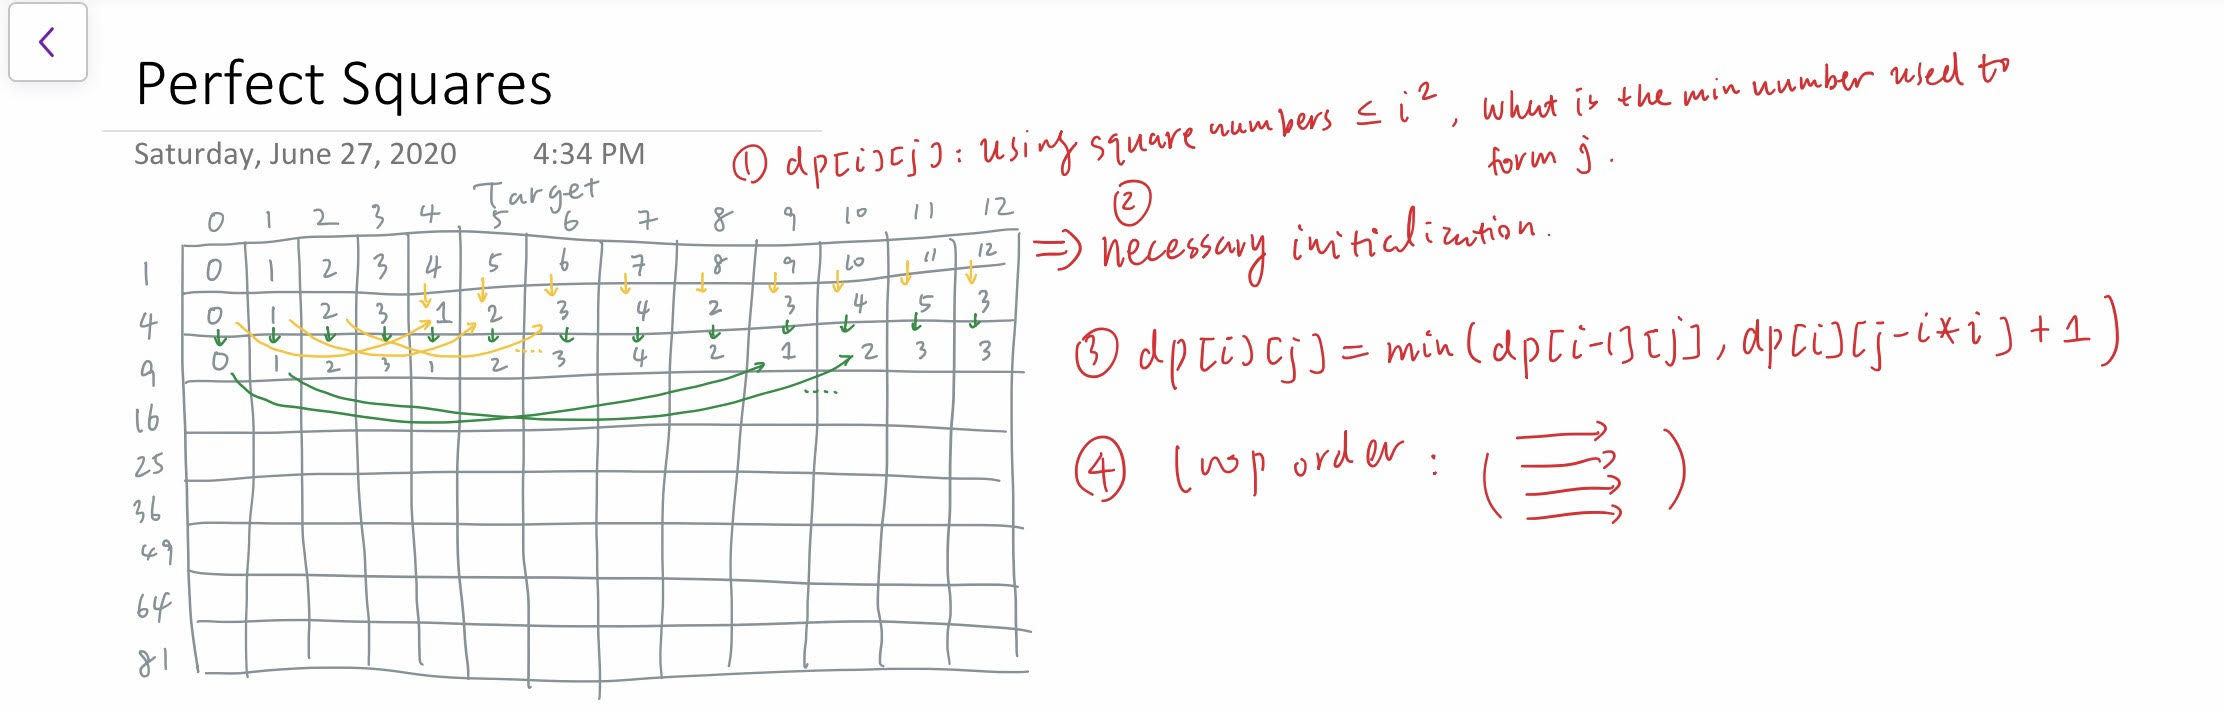 Perfect Squares
Saturday, June 27, 2020 4:34 PM
① dp[i][j]: using square numbers ≤ i², what is the min number used to
form j.
Target
0 1 2 3 4 5 6 7 8 9 10 11 12
1 0 1 2 3 4 5 6 7 8 9 10 11 12
4 0 1 2 3 1 2 3 4 2 3 4 5 3
9 0 1 2 3 1 2 3 4 2 1 2 3 3
16
25
36
49
64
81
②
⇒ necessary initialization.
③ dp[i][j] = min(dp[i-1][j], dp[i][j-i*i]+1)
④ loop order: ( )